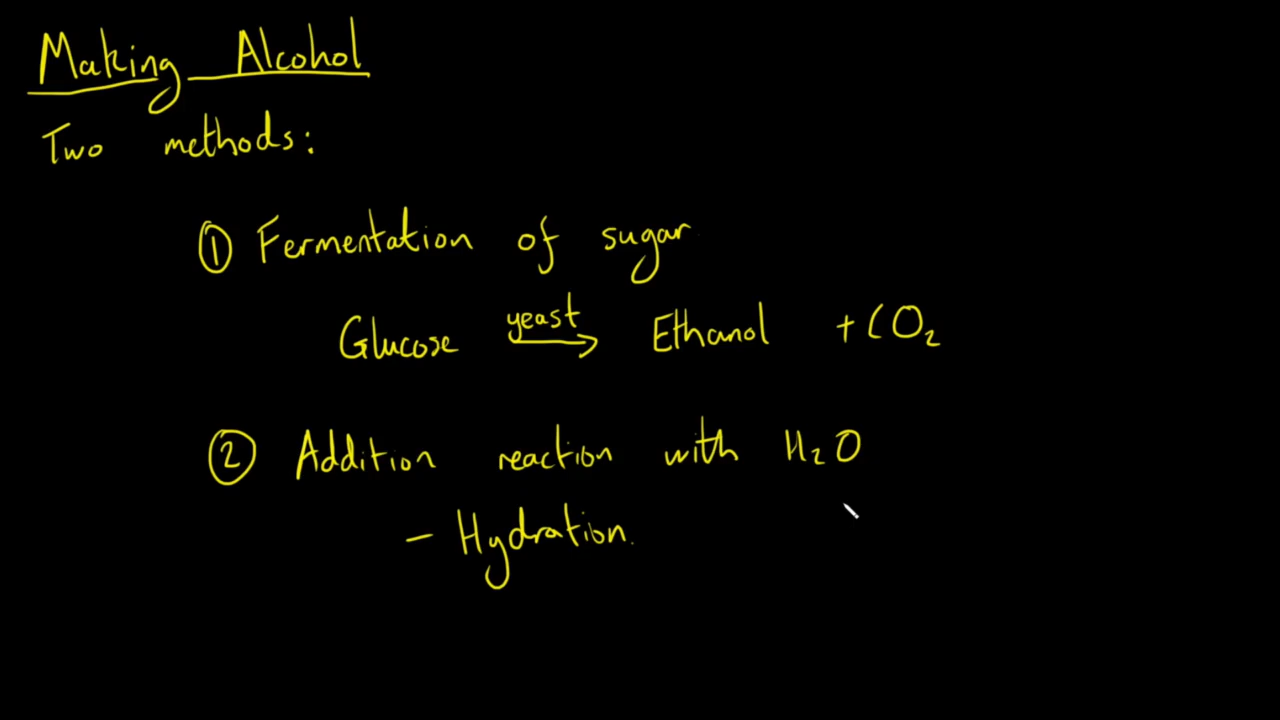 Making Alcohol
Two methods:
① Fermentation of sugar
Glucose yeast → Ethanol + CO₂
② Addition reaction with H₂O
- Hydration.